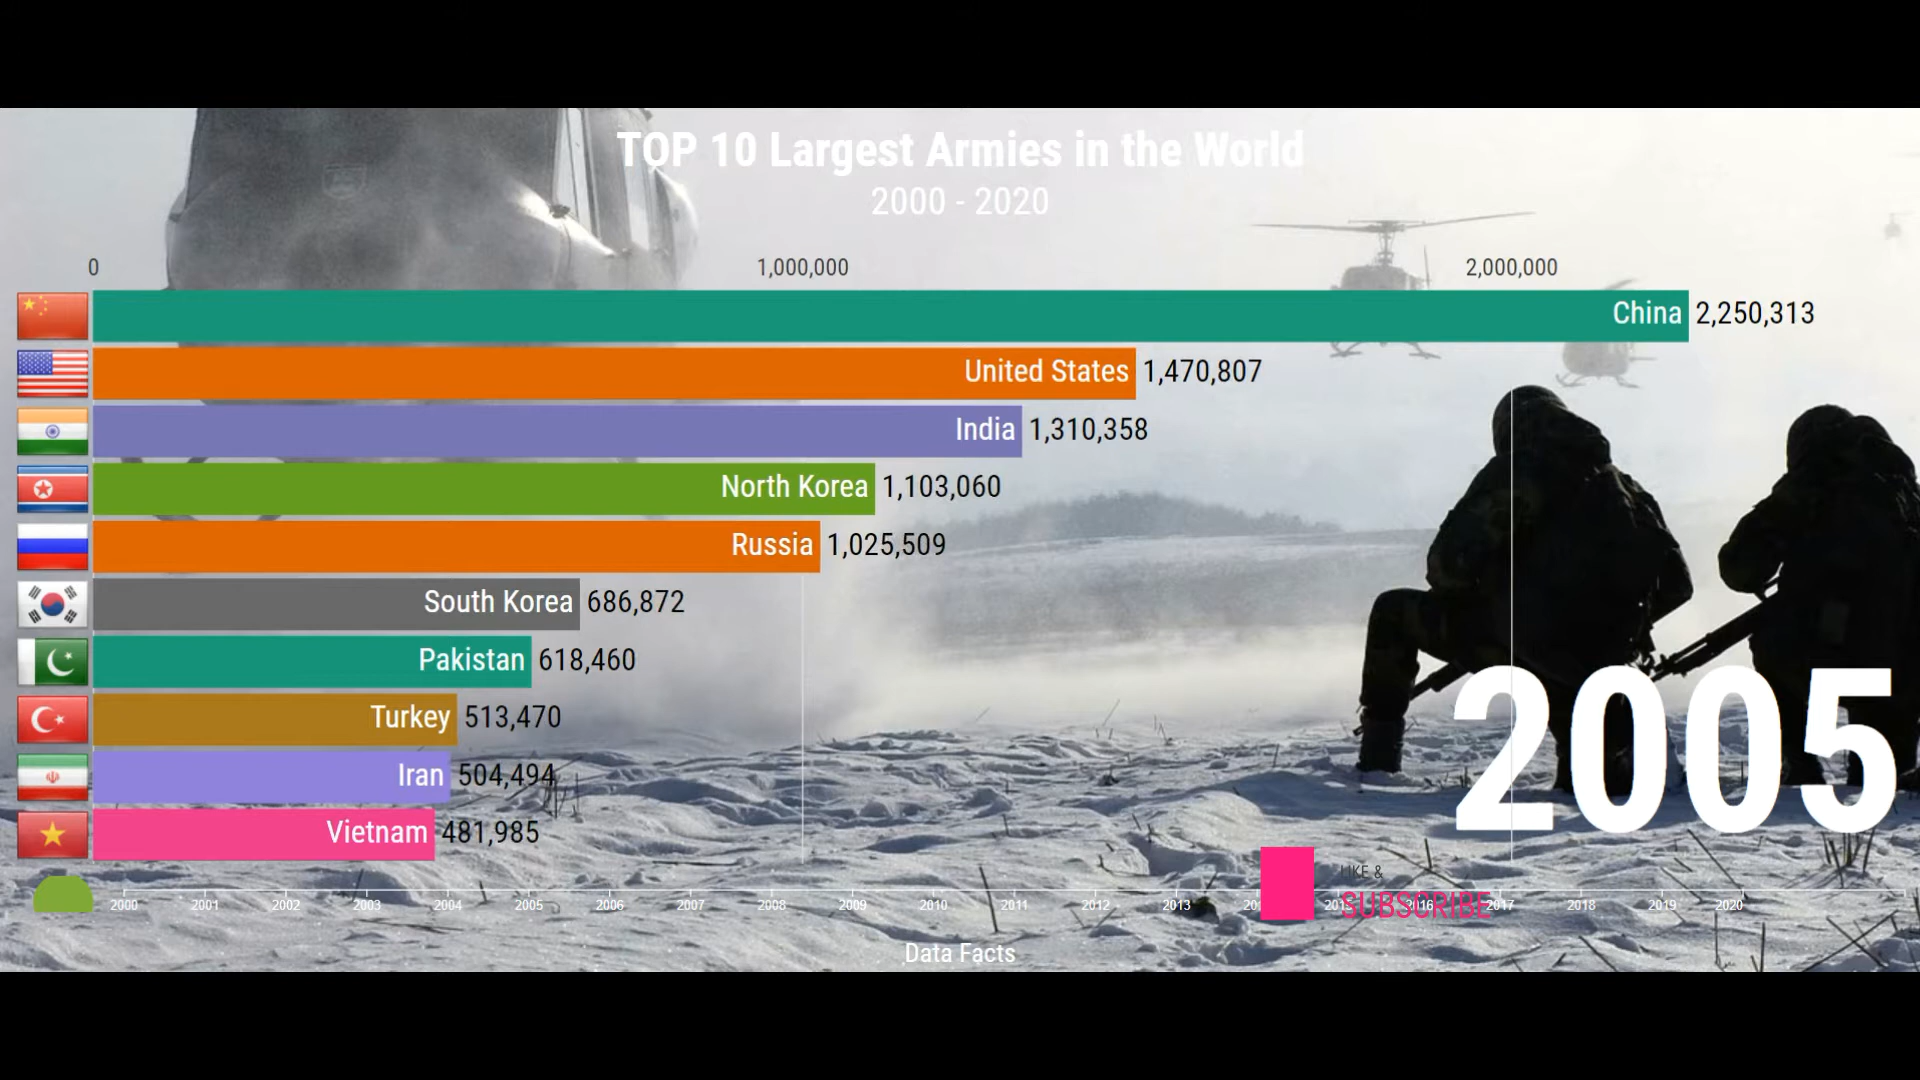 TOP 10 Largest Armies in the World
2000 - 2020
0 1,000,000 2,000,000
China 2,250,313
United States 1,470,807
India 1,310,358
North Korea 1,103,060
Russia 1,025,509
South Korea 686,872
Pakistan 618,460
Turkey 513,470
Iran 504,494
Vietnam 481,985
2005
LIKE &
SUBSCRIBE
2000 2001 2002 2003 2004 2005 2006 2007 2008 2009 2010 2011 2012 2013 2016 2017 2018 2019 2020
Data Facts